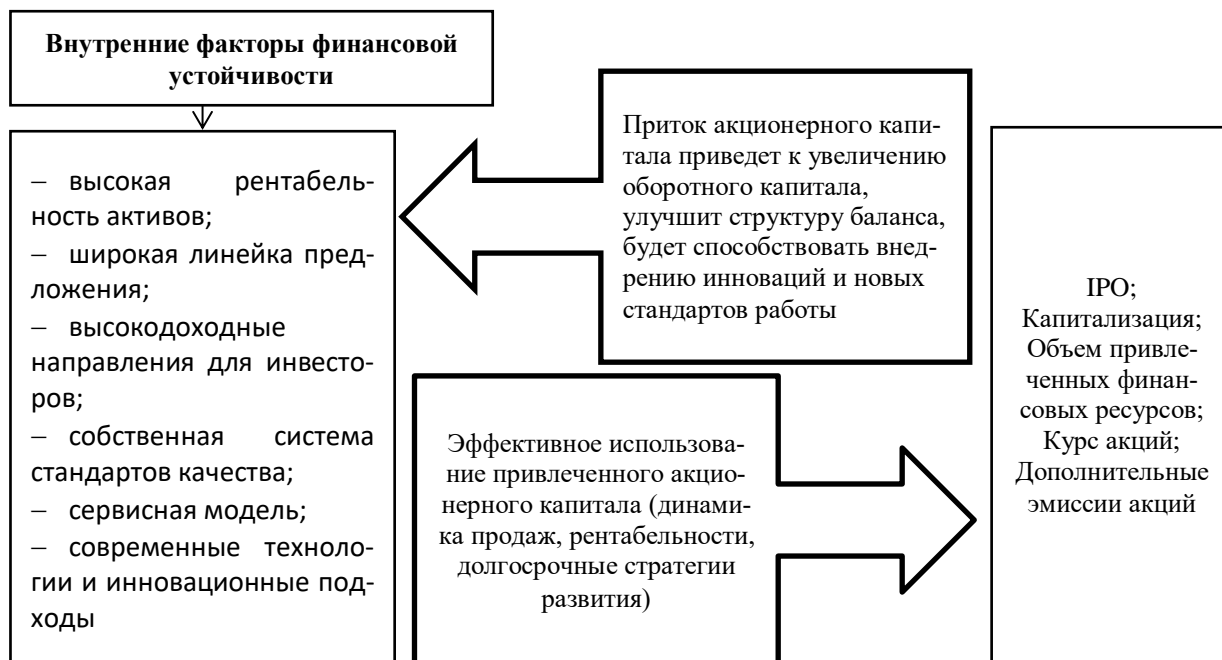 Внутренние факторы финансовой
устойчивости
– высокая рентабель-
ность активов;
– широкая линейка пред-
ложения;
– высокодоходные
направления для инвесто-
ров;
– собственная система
стандартов качества;
– сервисная модель;
– современные техноло-
гии и инновационные под-
ходы
Приток акционерного капи-
тала приведет к увеличению
оборотного капитала,
улучшит структуру баланса,
будет способствовать внед-
рению инноваций и новых
стандартов работы
Эффективное использова-
ние привлеченного акцио-
нерного капитала (динами-
ка продаж, рентабельности,
долгосрочные стратегии
развития)
IPO;
Капитализация;
Объем привле-
ченных финан-
совых ресурсов;
Курс акций;
Дополнительные
эмиссии акций